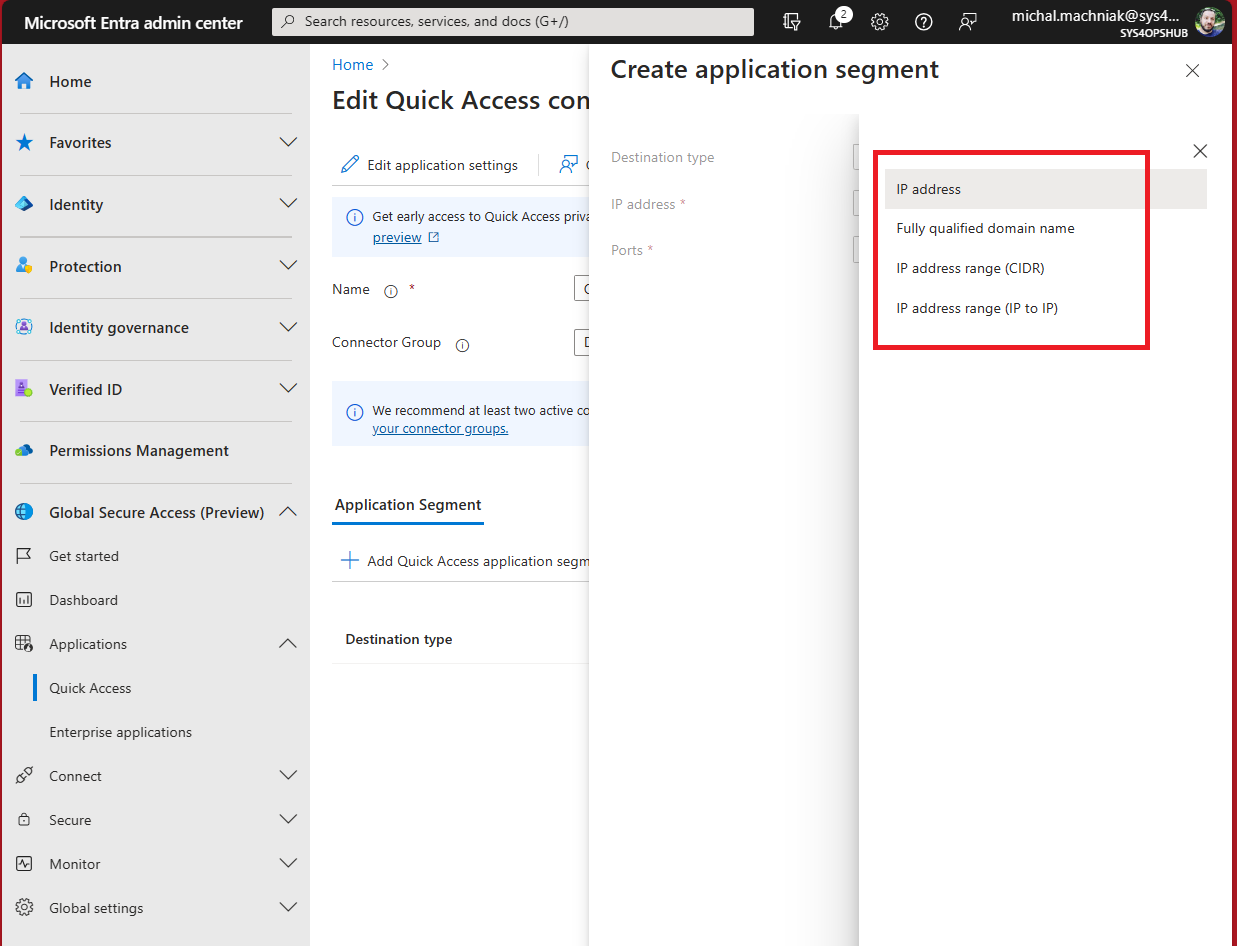 Microsoft Entra admin center
Search resources, services, and docs (G+/)
2
michal.machniak@sys4...
SYS4OPSHUB
Home
Favorites
Identity
Protection
Identity governance
Verified ID
Permissions Management
Global Secure Access (Preview)
Get started
Dashboard
Applications
Quick Access
Enterprise applications
Connect
Secure
Monitor
Global settings
Home
Edit Quick Access con
Edit application settings
Get early access to Quick Access priva
preview
Name *
Connector Group
We recommend at least two active co
your connector groups.
Application Segment
Add Quick Access application segm
Destination type
Create application segment
Destination type
IP address *
Ports *
IP address
Fully qualified domain name
IP address range (CIDR)
IP address range (IP to IP)